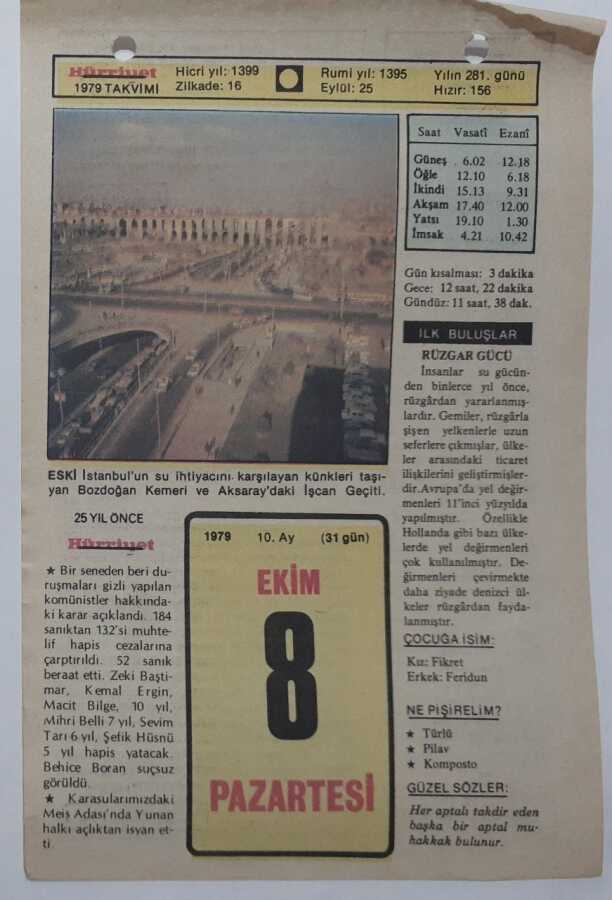 Hürriyet
1979 TAKVİMİ
Hicri yıl: 1399
Zilkade: 16
Rumi yıl: 1395
Eylül: 25
Yılın 281. günü
Hızır: 156
Saat Vasatî Ezanî
Güneş 6.02 12.18
Öğle 12.10 6.18
İkindi 15.13 9.31
Akşam 17.40 12.00
Yatsı 19.10 1.30
İmsak 4.21 10.42
Gün kısalması: 3 dakika
Gece: 12 saat, 22 dakika
Gündüz: 11 saat, 38 dak.
ESKİ İstanbul'un su ihtiyacını karşılayan künkleri taşı-
yan Bozdoğan Kemeri ve Aksaray'daki İşcan Geçiti.
25 YIL ÖNCE
Hürriyet
★ Bir seneden beri du-
ruşmaları gizli yapılan
komünistler hakkında-
ki karar açıklandı. 184
sanıktan 132'si muhte-
lif hapis cezalarına
çarptırıldı. 52 sanık
beraat etti. Zeki Baştı-
mar, Kemal Ergin,
Macit Bilge, 10 yıl,
Mihri Belli 7 yıl, Sevim
Tarı 6 yıl, Şefik Hüsnü
5 yıl hapis yatacak.
Behice Boran suçsuz
görüldü.
★ Karasularımızdaki
Meis Adası'nda Yunan
halkı açlıktan isyan et-
ti.
1979 10. Ay (31 gün)
EKİM
8
PAZARTESİ
İLK BULUŞLAR
RÜZGAR GÜCÜ
İnsanlar su gücün-
den binlerce yıl önce,
rüzgârdan yararlanmış-
lardır. Gemiler, rüzgârla
şişen yelkenlerle uzun
seferlere çıkmışlar, ülke-
ler arasındaki ticaret
ilişkilerini geliştirmişler-
dir. Avrupa'da yel değir-
menleri 11'inci yüzyılda
yapılmıştır. Özellikle
Hollanda gibi bazı ülke-
lerde yel değirmenleri
çok kullanılmıştır. De-
ğirmenleri çevirmekte
daha ziyade denizci ül-
keler rüzgârdan fayda-
lanmıştır.
ÇOCUĞA İSİM:
Kız: Fikret
Erkek: Feridun
NE PİŞİRELİM?
★ Türlü
★ Pilav
★ Komposto
GÜZEL SÖZLER:
Her aptalı takdir eden
başka bir aptal mu-
hakkak bulunur.